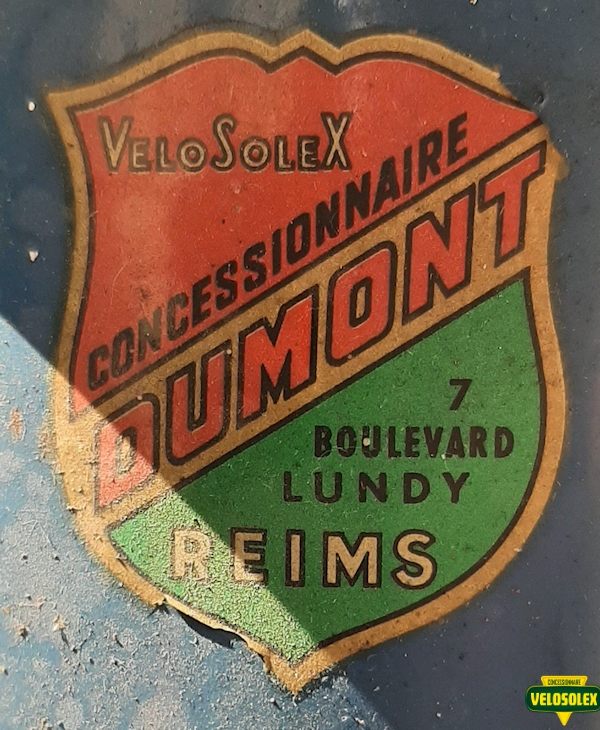 VELOSOLEX
CONCESSIONNAIRE
DUMONT
7
BOULEVARD
LUNDY
REIMS
CONCESSIONNAIRE
VELOSOLEX